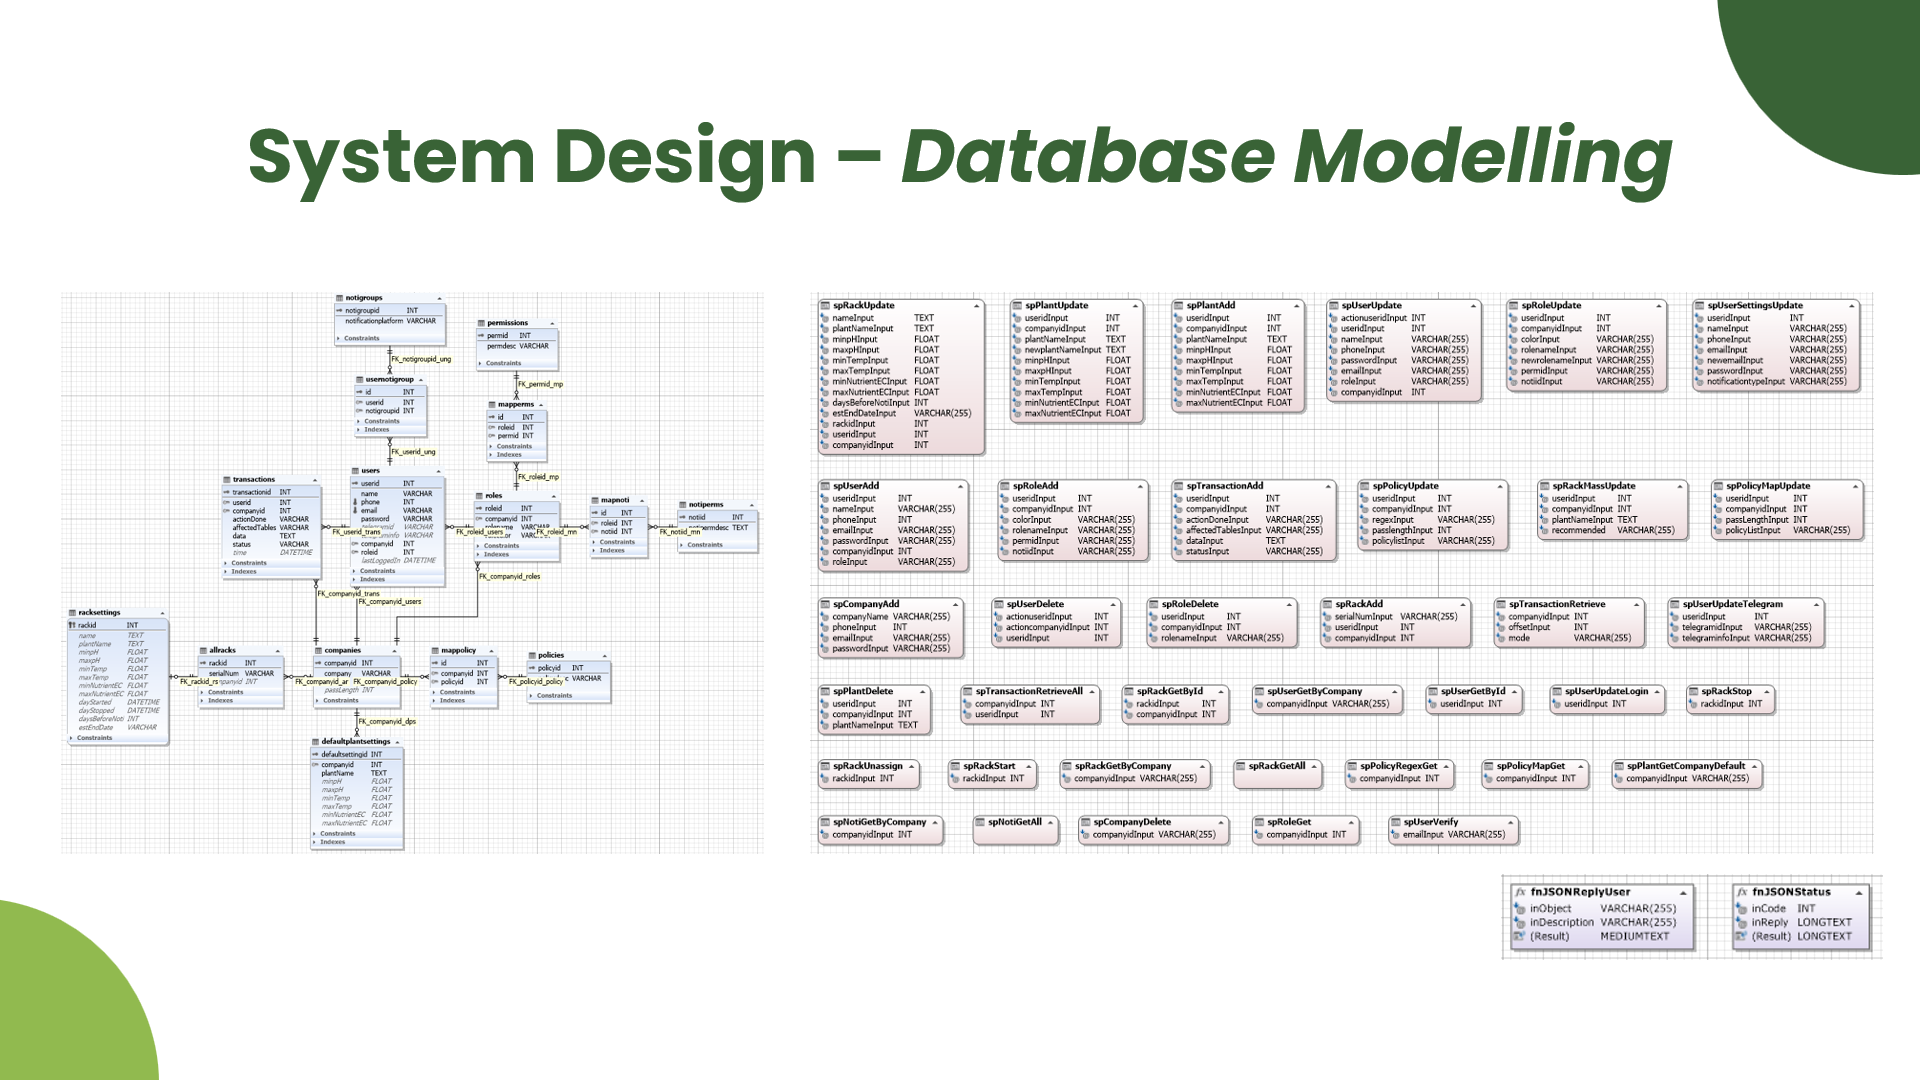 System Design – Database Modelling
notigroups
notigroupid INT
notificationplatform VARCHAR
Constraints
FK_notigroupid_ung
permissions
permid INT
permdesc VARCHAR
Constraints
FK_permid_mp
usernotigroup
id INT
userid INT
notigroupid INT
Constraints
Indexes
FK_userid_ung
mapperms
id INT
roleid INT
permid INT
Constraints
Indexes
FK_roleid_mp
transactions
transactionid INT
userid INT
companyid INT
actionDone VARCHAR
affectedTables VARCHAR
data TEXT
status VARCHAR
time DATETIME
Constraints
Indexes
FK_userid_trans
users
userid INT
name VARCHAR
phone INT
email VARCHAR
password VARCHAR
companyid INT
roleid INT
lastLoggedIn DATETIME
Constraints
Indexes
FK_roleid_users
roles
roleid INT
companyid INT
VARCHAR
VARCHAR
Constraints
Indexes
FK_roleid_mn
mapnoti
id INT
roleid INT
notiid INT
Constraints
Indexes
FK_notiid_mn
notiperms
notiid INT
TEXT
Constraints
FK_companyid_trans
FK_companyid_users
FK_companyid_roles
racksettings
rackid INT
name TEXT
plantName TEXT
minpH FLOAT
maxpH FLOAT
minTemp FLOAT
maxTemp FLOAT
minNutrientEC FLOAT
maxNutrientEC FLOAT
dayStarted DATETIME
dayStopped DATETIME
daysBeforeNoti INT
estEndDate VARCHAR
Constraints
FK_rackid_rs
allracks
rackid INT
serialNum VARCHAR
INT
Constraints
Indexes
FK_companyid_ar
companies
companyid INT
company VARCHAR
passLength INT
Constraints
Indexes
FK_companyid_policy
mappolicy
id INT
companyid INT
policyid INT
Constraints
Indexes
FK_policyid_policy
policies
policyid INT
VARCHAR
Constraints
FK_companyid_dps
defaultplantsettings
defaultsettingid INT
companyid INT
plantName TEXT
minpH FLOAT
maxpH FLOAT
minTemp FLOAT
maxTemp FLOAT
minNutrientEC FLOAT
maxNutrientEC FLOAT
Constraints
Indexes
spRackUpdate
nameInput TEXT
plantNameInput TEXT
minpHInput FLOAT
maxpHInput FLOAT
minTempInput FLOAT
maxTempInput FLOAT
minNutrientECInput FLOAT
maxNutrientECInput FLOAT
daysBeforeNotiInput INT
estEndDateInput VARCHAR(255)
rackidInput INT
useridInput INT
companyidInput INT
spPlantUpdate
useridInput INT
companyidInput INT
plantNameInput TEXT
newplantNameInput TEXT
minpHInput FLOAT
maxpHInput FLOAT
minTempInput FLOAT
maxTempInput FLOAT
minNutrientECInput FLOAT
maxNutrientECInput FLOAT
spPlantAdd
useridInput INT
companyidInput INT
plantNameInput TEXT
minpHInput FLOAT
maxpHInput FLOAT
minTempInput FLOAT
maxTempInput FLOAT
minNutrientECInput FLOAT
maxNutrientECInput FLOAT
spUserUpdate
actionuseridInput INT
useridInput INT
nameInput VARCHAR(255)
phoneInput VARCHAR(255)
passwordInput VARCHAR(255)
emailInput VARCHAR(255)
roleInput VARCHAR(255)
companyidInput INT
spRoleUpdate
useridInput INT
companyidInput INT
colorInput VARCHAR(255)
rolenameInput VARCHAR(255)
newrolenameInput VARCHAR(255)
permidInput VARCHAR(255)
notiidInput VARCHAR(255)
spUserSettingsUpdate
useridInput INT
nameInput VARCHAR(255)
phoneInput VARCHAR(255)
emailInput VARCHAR(255)
newemailInput VARCHAR(255)
passwordInput VARCHAR(255)
notificationtypeInput VARCHAR(255)
spUserAdd
useridInput INT
nameInput VARCHAR(255)
phoneInput INT
emailInput VARCHAR(255)
passwordInput VARCHAR(255)
companyidInput INT
roleInput VARCHAR(255)
spRoleAdd
useridInput INT
companyidInput INT
colorInput VARCHAR(255)
rolenameInput VARCHAR(255)
permidInput VARCHAR(255)
notiidInput VARCHAR(255)
spTransactionAdd
useridInput INT
companyidInput INT
actionDoneInput VARCHAR(255)
affectedTablesInput VARCHAR(255)
dataInput TEXT
statusInput VARCHAR(255)
spPolicyUpdate
useridInput INT
companyidInput INT
regexInput VARCHAR(255)
passlengthInput INT
policylistInput VARCHAR(255)
spRackMassUpdate
useridInput INT
companyidInput INT
plantNameInput TEXT
recommended VARCHAR(255)
spPolicyMapUpdate
useridInput INT
companyidInput INT
passLengthInput INT
policyListInput VARCHAR(255)
spCompanyAdd
companyName VARCHAR(255)
phoneInput INT
emailInput VARCHAR(255)
passwordInput VARCHAR(255)
spUserDelete
actionuseridInput INT
actioncompanyidInput INT
useridInput INT
spRoleDelete
useridInput INT
companyidInput INT
rolenameInput VARCHAR(255)
spRackAdd
serialNumInput VARCHAR(255)
useridInput INT
companyidInput INT
spTransactionRetrieve
companyidInput INT
offsetInput INT
mode VARCHAR(255)
spUserUpdateTelegram
useridInput INT
telegramidInput VARCHAR(255)
telegraminfoInput VARCHAR(255)
spPlantDelete
useridInput INT
companyidInput INT
plantNameInput TEXT
spTransactionRetrieveAll
companyidInput INT
useridInput INT
spRackGetById
rackidInput INT
companyidInput INT
spUserGetByCompany
companyidInput VARCHAR(255)
spUserGetById
useridInput INT
spUserUpdateLogin
useridInput INT
spRackStop
rackidInput INT
spRackUnassign
rackidInput INT
spRackStart
rackidInput INT
spRackGetByCompany
companyidInput VARCHAR(255)
spRackGetAll
spPolicyRegexGet
companyidInput INT
spPolicyMapGet
companyidInput INT
spPlantGetCompanyDefault
companyidInput VARCHAR(255)
spNotiGetByCompany
companyidInput INT
spNotiGetAll
spCompanyDelete
companyidInput VARCHAR(255)
spRoleGet
companyidInput INT
spUserVerify
emailInput VARCHAR(255)
fx fnJSONReplyUser
inObject VARCHAR(255)
inDescription VARCHAR(255)
(Result) MEDIUMTEXT
fx fnJSONStatus
inCode INT
inReply LONGTEXT
(Result) LONGTEXT